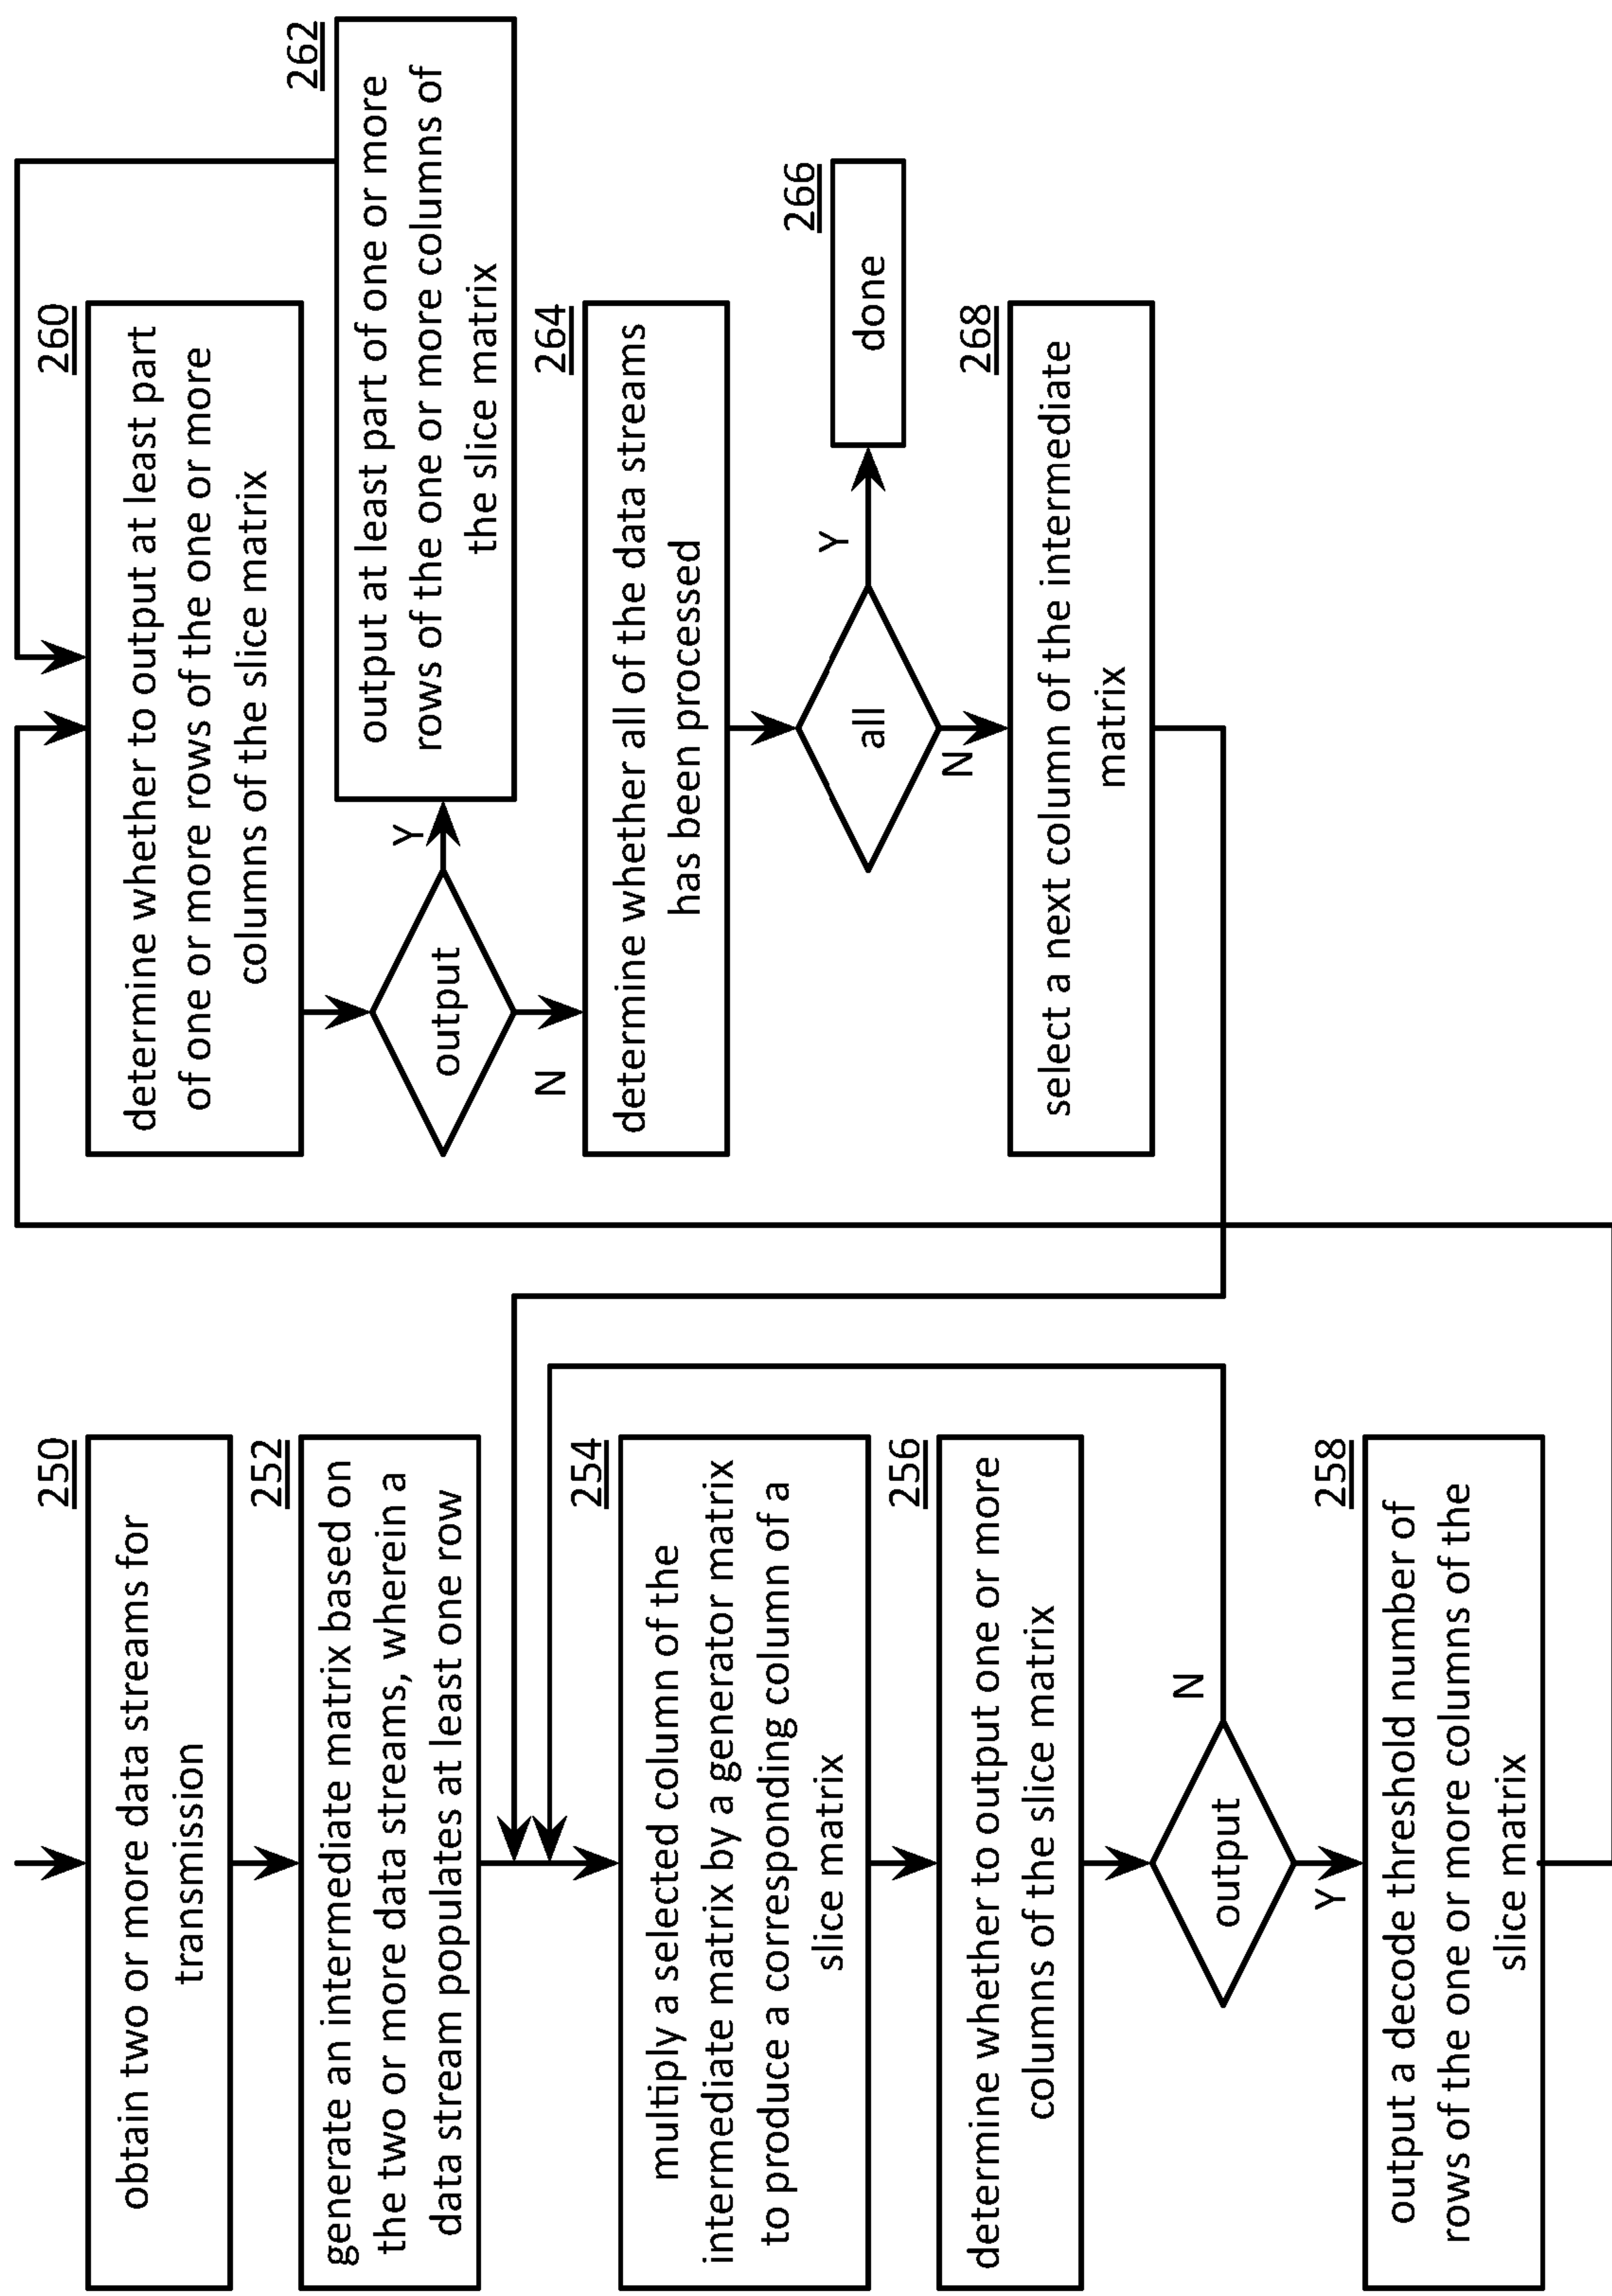 250
obtain two or more data streams for
transmission
252
generate an intermediate matrix based on
the two or more data streams, wherein a
data stream populates at least one row
254
multiply a selected column of the
intermediate matrix by a generator matrix
to produce a corresponding column of a
slice matrix
256
determine whether to output one or more
columns of the slice matrix
output
N
Y
258
output a decode threshold number of
rows of the one or more columns of the
slice matrix
260
determine whether to output at least part
of one or more rows of the one or more
columns of the slice matrix
output
Y
N
262
output at least part of one or more
rows of the one or more columns of
the slice matrix
264
determine whether all of the data streams
has been processed
all
Y
N
266
done
268
select a next column of the intermediate
matrix